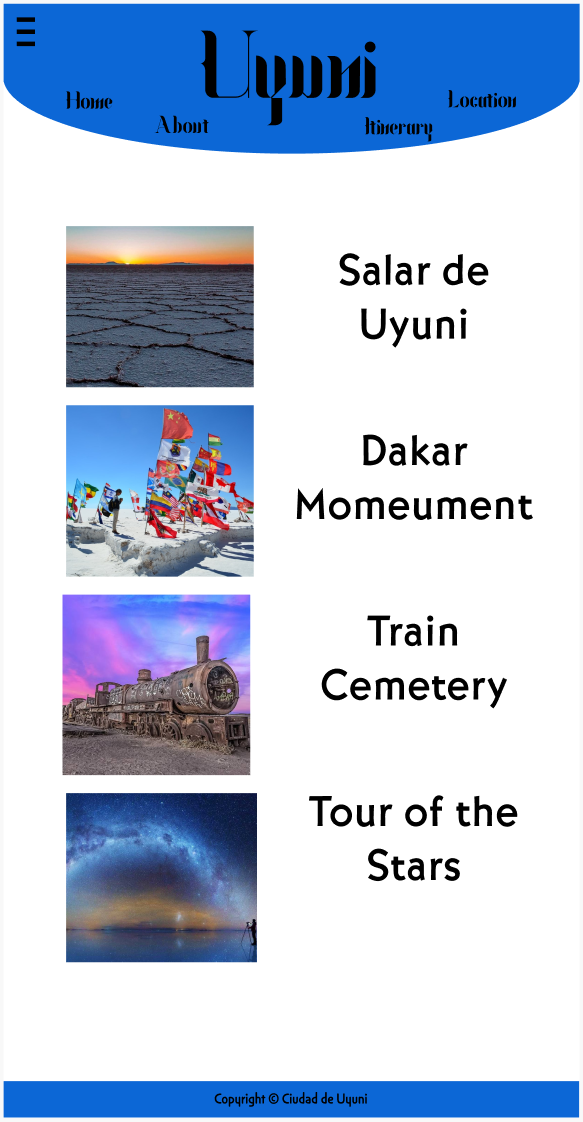 Uyuni
Home
About
Itinerary
Location
Salar de
Uyuni
Dakar
Momeument
Train
Cemetery
Tour of the
Stars
Copyright © Ciudad de Uyuni